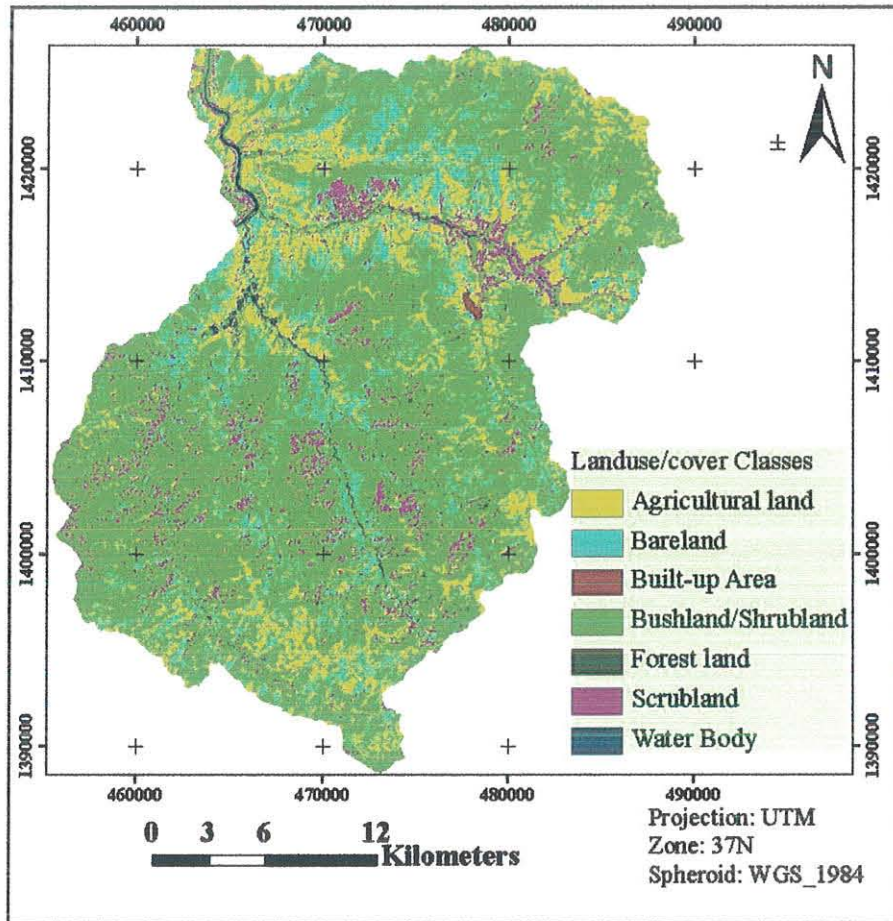 460000 470000 480000 490000
N
±
1420000 1420000
1410000 1410000
1400000 1400000
1390000 1390000
Landuse/cover Classes
Agricultural land
Bareland
Built-up Area
Bushland/Shrubland
Forest land
Scrubland
Water Body
460000 470000 480000 490000
0 3 6 12
Kilometers
Projection: UTM
Zone: 37N
Spheroid: WGS_1984